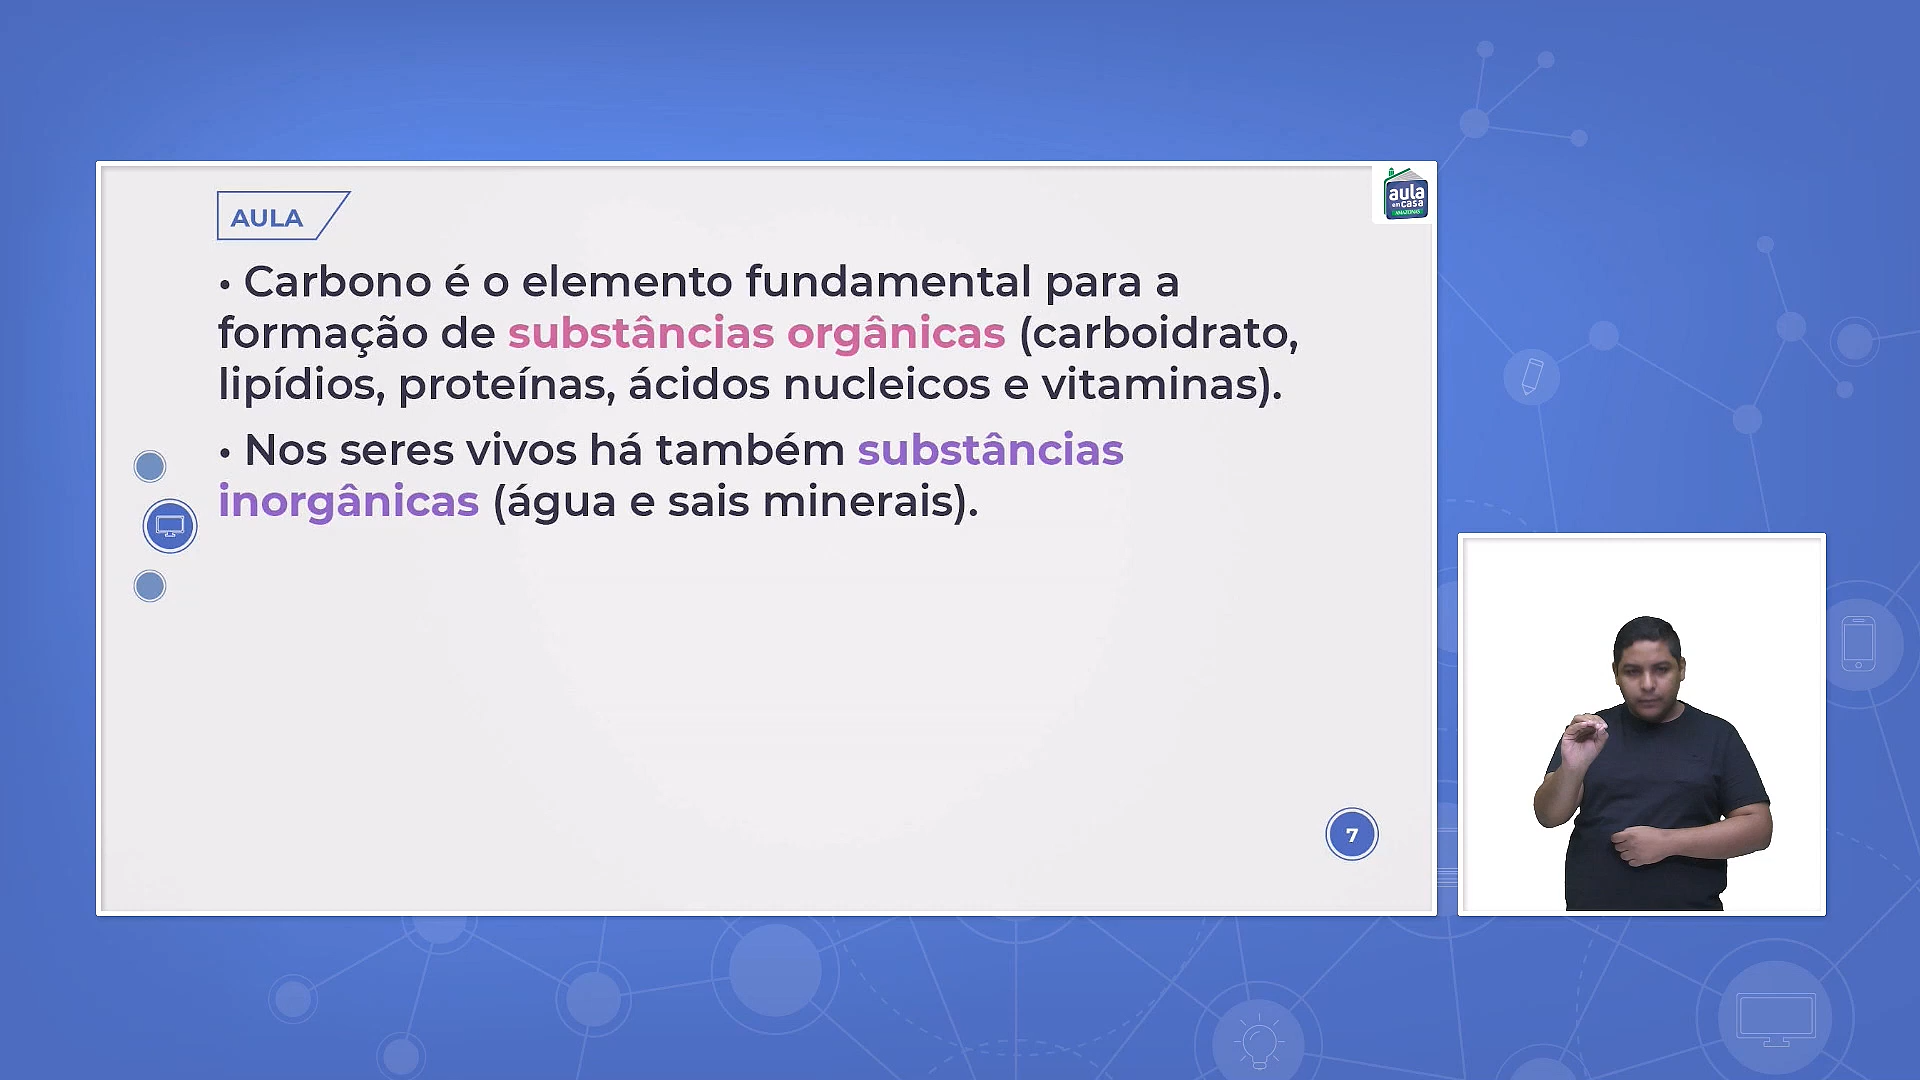 aula
em casa
AMAZONAS
AULA
• Carbono é o elemento fundamental para a
formação de substâncias orgânicas (carboidrato,
lipídios, proteínas, ácidos nucleicos e vitaminas).
• Nos seres vivos há também substâncias
inorgânicas (água e sais minerais).
7